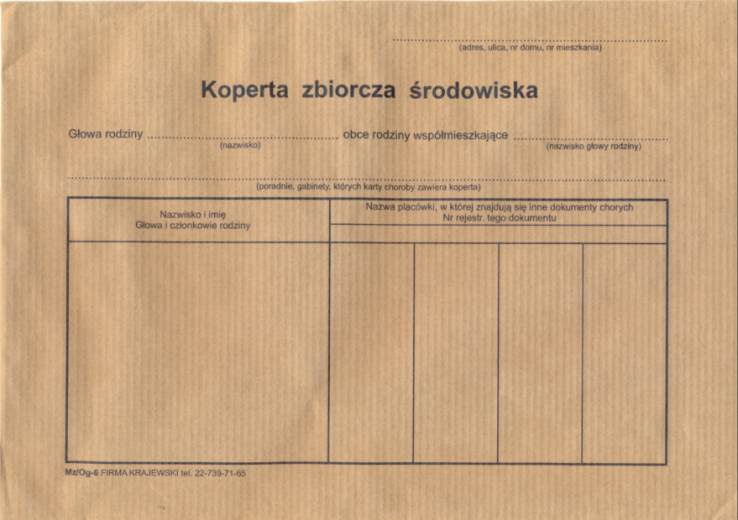 (adres, ulica, nr domu, nr mieszkania)
Koperta zbiorcza środowiska
Głowa rodziny ........................ obce rodziny współmieszkające ........................
(nazwisko) (nazwisko głowy rodziny)
(poradnie, gabinety, których karty choroby zawiera koperta)
Nazwisko i imię
Głowa i członkowie rodziny
Nazwa placówki, w której znajdują się inne dokumenty chorych
Nr rejestr. tego dokumentu
Mz/Og-6 FIRMA KRAJEWSKI tel. 22-739-71-65